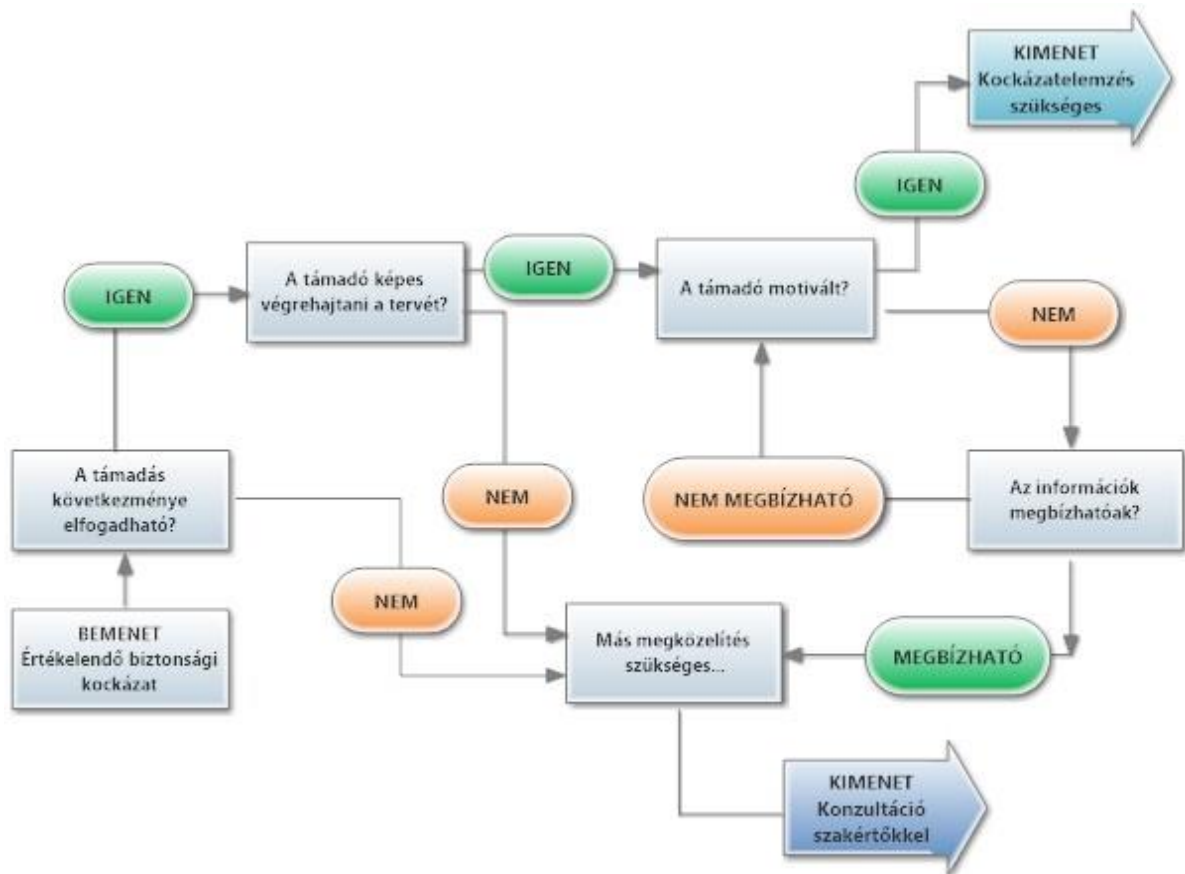 KIMENET
Kockázatelemzés
szükséges
IGEN
A támadó képes
végrehajtani a tervét?
IGEN
IGEN
A támadó motivált?
NEM
A támadás
következménye
elfogadható?
NEM
NEM MEGBÍZHATÓ
Az információk
megbízhatóak?
NEM
BEMENET
Értékelendő biztonsági
kockázat
Más megközelítés
szükséges...
MEGBÍZHATÓ
KIMENET
Konzultáció
szakértőkkel